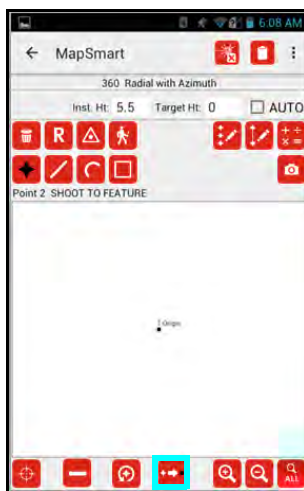 6:08 AM
MapSmart
360 Radial with Azimuth
Inst. Ht: 5.5 Target Ht: 0 AUTO
R
Point 2 SHOOT TO FEATURE
1 Origin
ALL